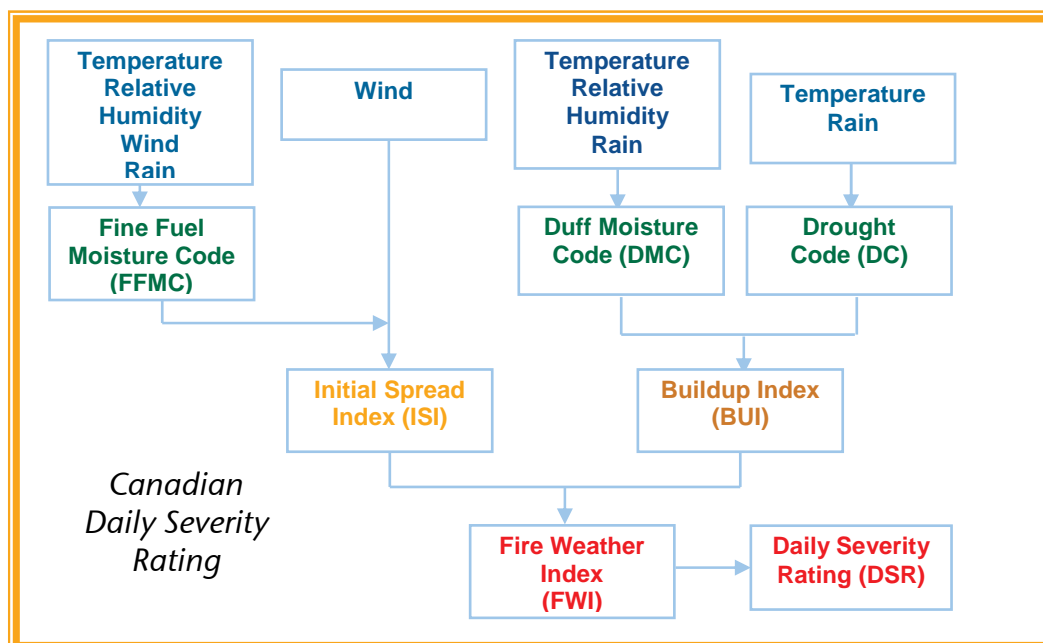 Temperature
Relative
Humidity
Wind
Rain
Wind
Temperature
Relative
Humidity
Rain
Temperature
Rain
Fine Fuel
Moisture Code
(FFMC)
Duff Moisture
Code (DMC)
Drought
Code (DC)
Initial Spread
Index (ISI)
Buildup Index
(BUI)
Canadian
Daily Severity
Rating
Fire Weather
Index
(FWI)
Daily Severity
Rating (DSR)